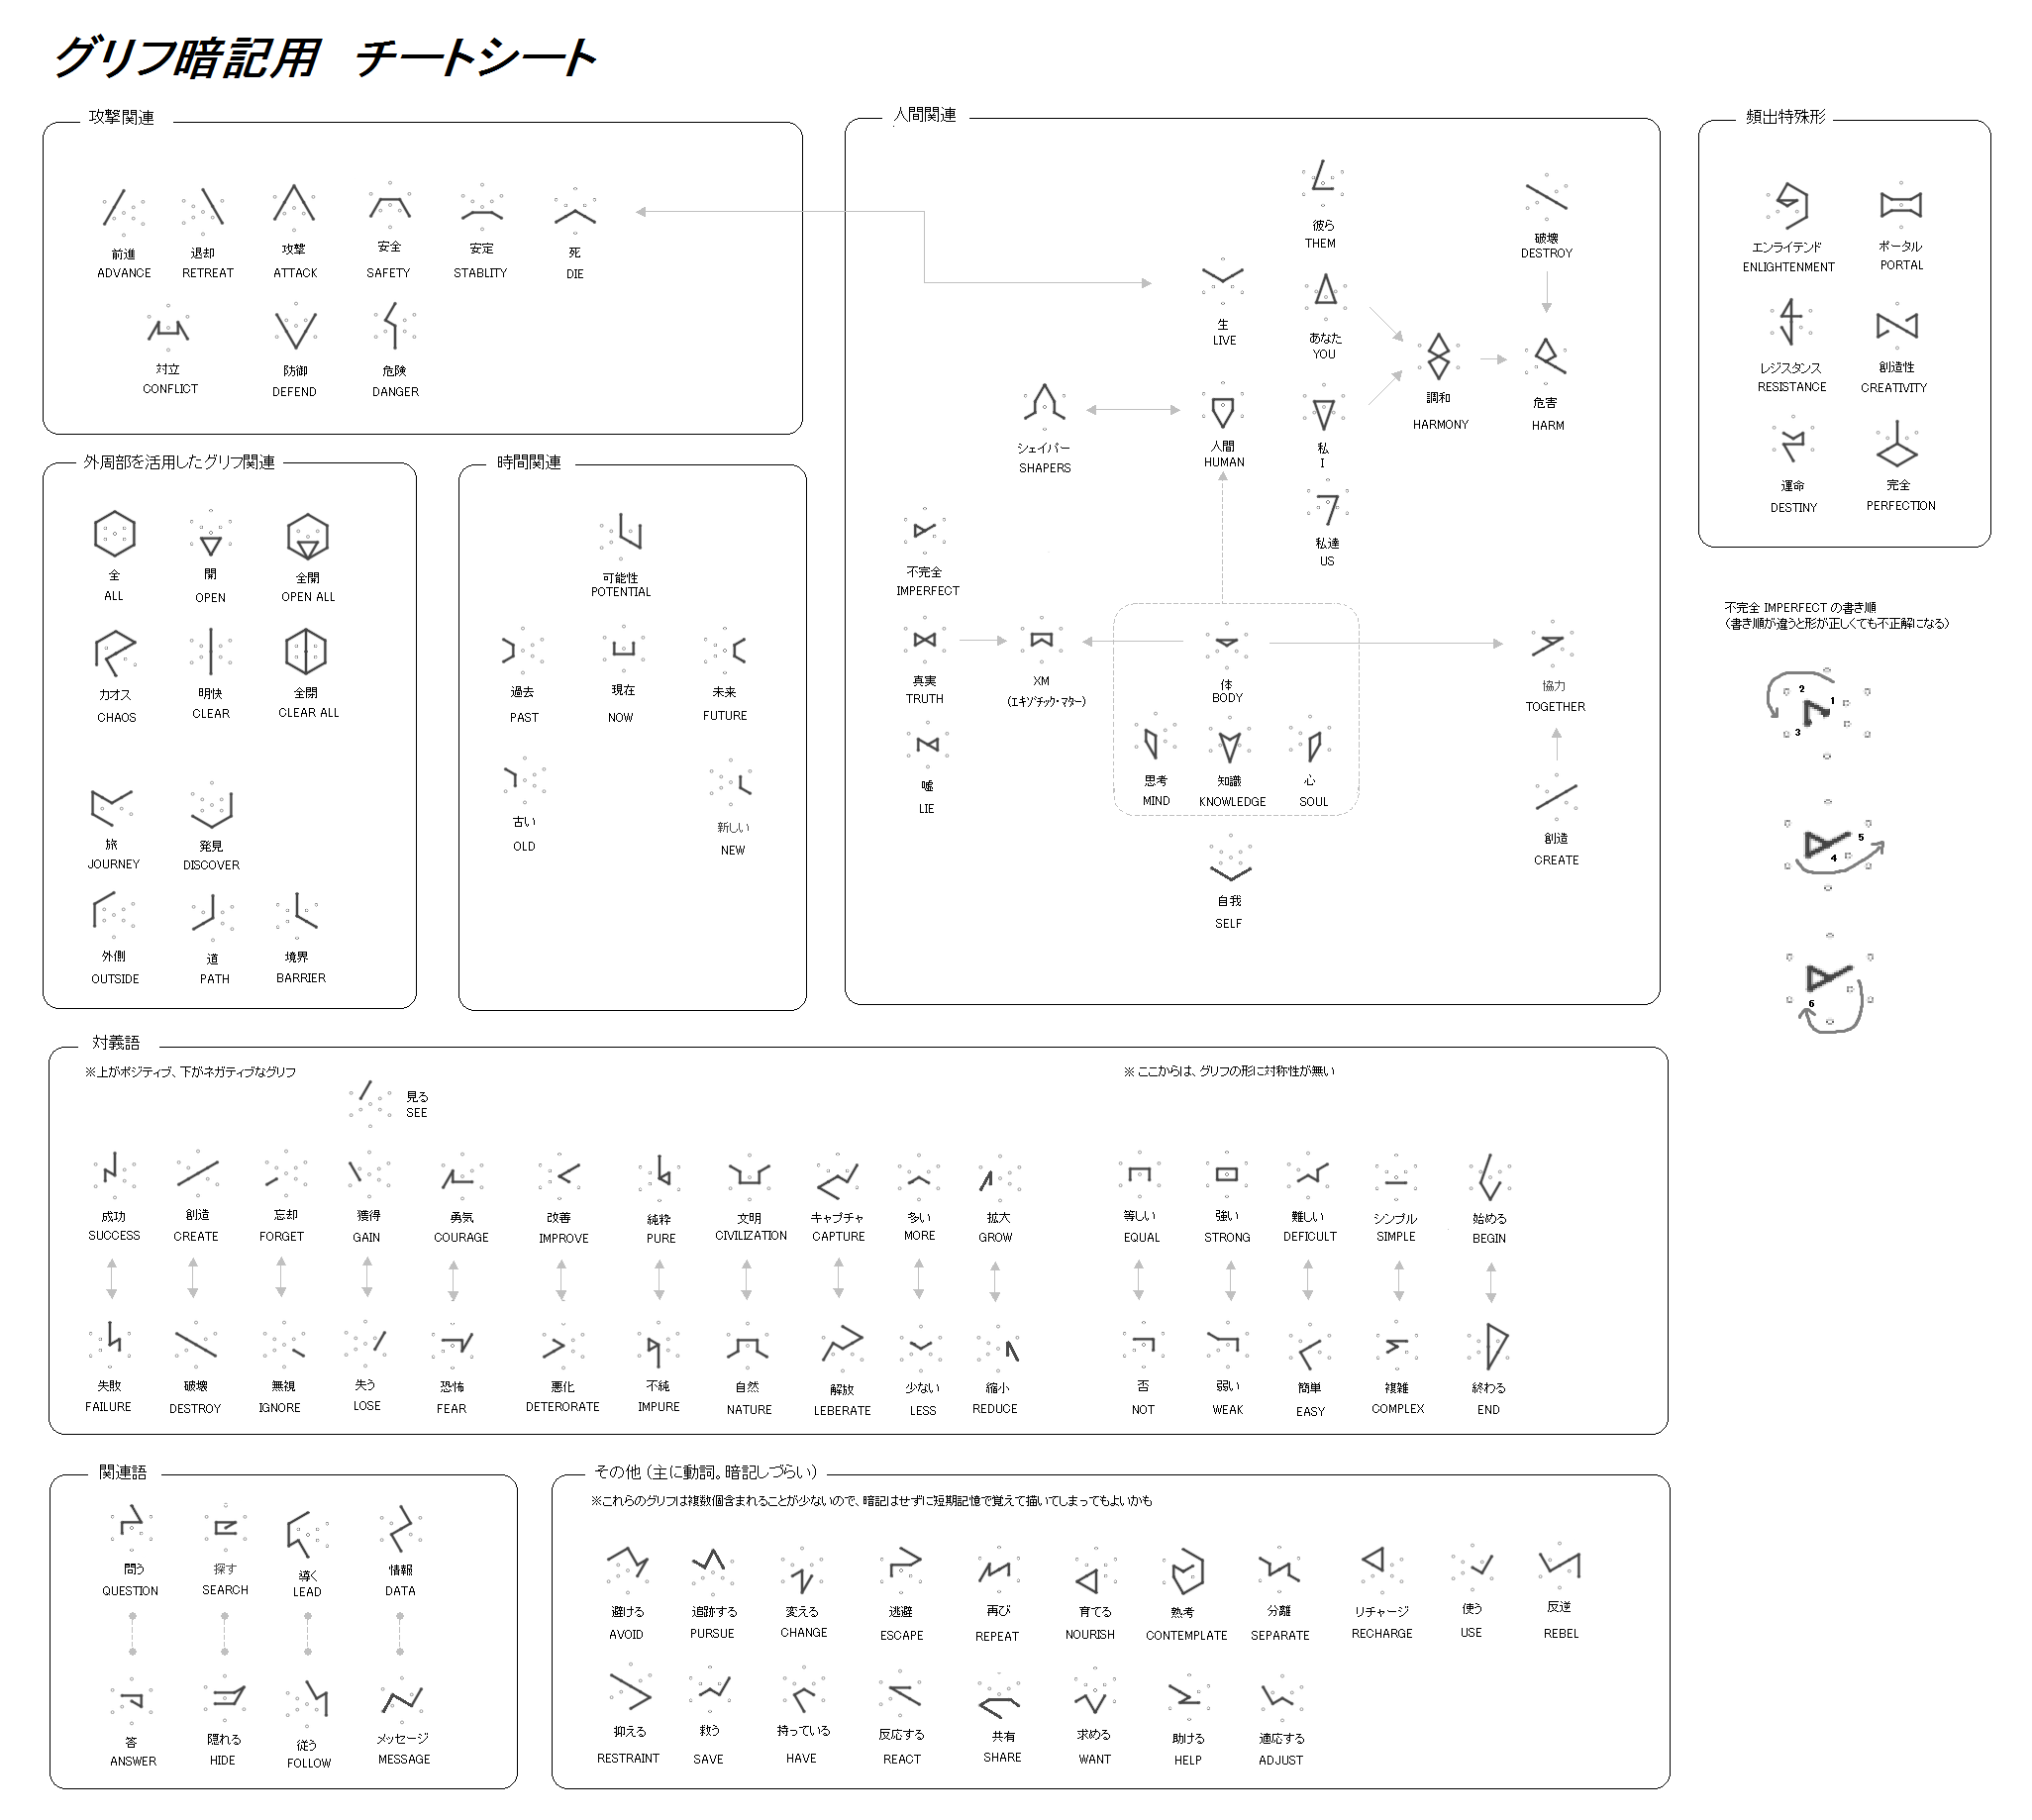 グリフ暗記用 チートシート
攻撃関連
前進
ADVANCE
退却
RETREAT
攻撃
ATTACK
安全
SAFETY
安定
STABLITY
死
DIE
対立
CONFLICT
防御
DEFEND
危険
DANGER
人間関連
彼ら
THEM
破壊
DESTROY
生
LIVE
あなた
YOU
調和
HARMONY
危害
HARM
シェイパー
SHAPERS
人間
HUMAN
私
I
私達
US
不完全
IMPERFECT
真実
TRUTH
XM
(エキゾチック・マター)
体
BODY
協力
TOGETHER
嘘
LIE
思考
MIND
知識
KNOWLEDGE
心
SOUL
創造
CREATE
自我
SELF
頻出特殊形
エンライテンド
ENLIGHTENMENT
ポータル
PORTAL
レジスタンス
RESISTANCE
創造性
CREATIVITY
運命
DESTINY
完全
PERFECTION
不完全 IMPERFECT の書き順
（書き順が違うと形が正しくても不正解になる）
2
1
3
5
4
6
外周部を活用したグリフ関連
全
ALL
開
OPEN
全開
OPEN ALL
カオス
CHAOS
明快
CLEAR
全閉
CLEAR ALL
旅
JOURNEY
発見
DISCOVER
外側
OUTSIDE
道
PATH
境界
BARRIER
時間関連
可能性
POTENTIAL
過去
PAST
現在
NOW
未来
FUTURE
古い
OLD
新しい
NEW
対義語
※上がポジティブ、下がネガティブなグリフ
※ここからは、グリフの形に対称性が無い
見る
SEE
成功
SUCCESS
創造
CREATE
忘却
FORGET
獲得
GAIN
勇気
COURAGE
改善
IMPROVE
純粋
PURE
文明
CIVILIZATION
キャプチャ
CAPTURE
多い
MORE
拡大
GROW
等しい
EQUAL
強い
STRONG
難しい
DEFICULT
シンプル
SIMPLE
始める
BEGIN
失敗
FAILURE
破壊
DESTROY
無視
IGNORE
失う
LOSE
恐怖
FEAR
悪化
DETERORATE
不純
IMPURE
自然
NATURE
解放
LEBERATE
少ない
LESS
縮小
REDUCE
否
NOT
弱い
WEAK
簡単
EASY
複雑
COMPLEX
終わる
END
関連語
問う
QUESTION
探す
SEARCH
導く
LEAD
情報
DATA
答
ANSWER
隠れる
HIDE
従う
FOLLOW
メッセージ
MESSAGE
その他（主に動詞。暗記しづらい）
※これらのグリフは複数個含まれることが少ないので、暗記はせずに短期記憶で覚えて描いてしまってもよいかも
避ける
AVOID
追跡する
PURSUE
変える
CHANGE
逃避
ESCAPE
再び
REPEAT
育てる
NOURISH
熟考
CONTEMPLATE
分離
SEPARATE
リチャージ
RECHARGE
使う
USE
反逆
REBEL
抑える
RESTRAINT
救う
SAVE
持っている
HAVE
反応する
REACT
共有
SHARE
求める
WANT
助ける
HELP
適応する
ADJUST